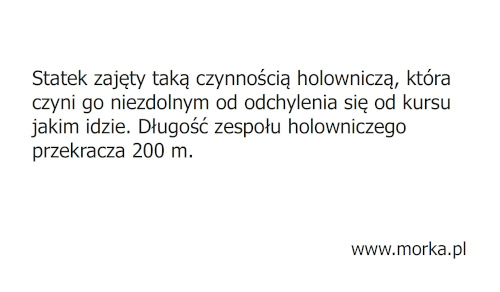 Statek zajęty taką czynnością holowniczą, która
czyni go niezdolnym od odchylenia się od kursu
jakim idzie. Długość zespołu holowniczego
przekracza 200 m.
www.morka.pl